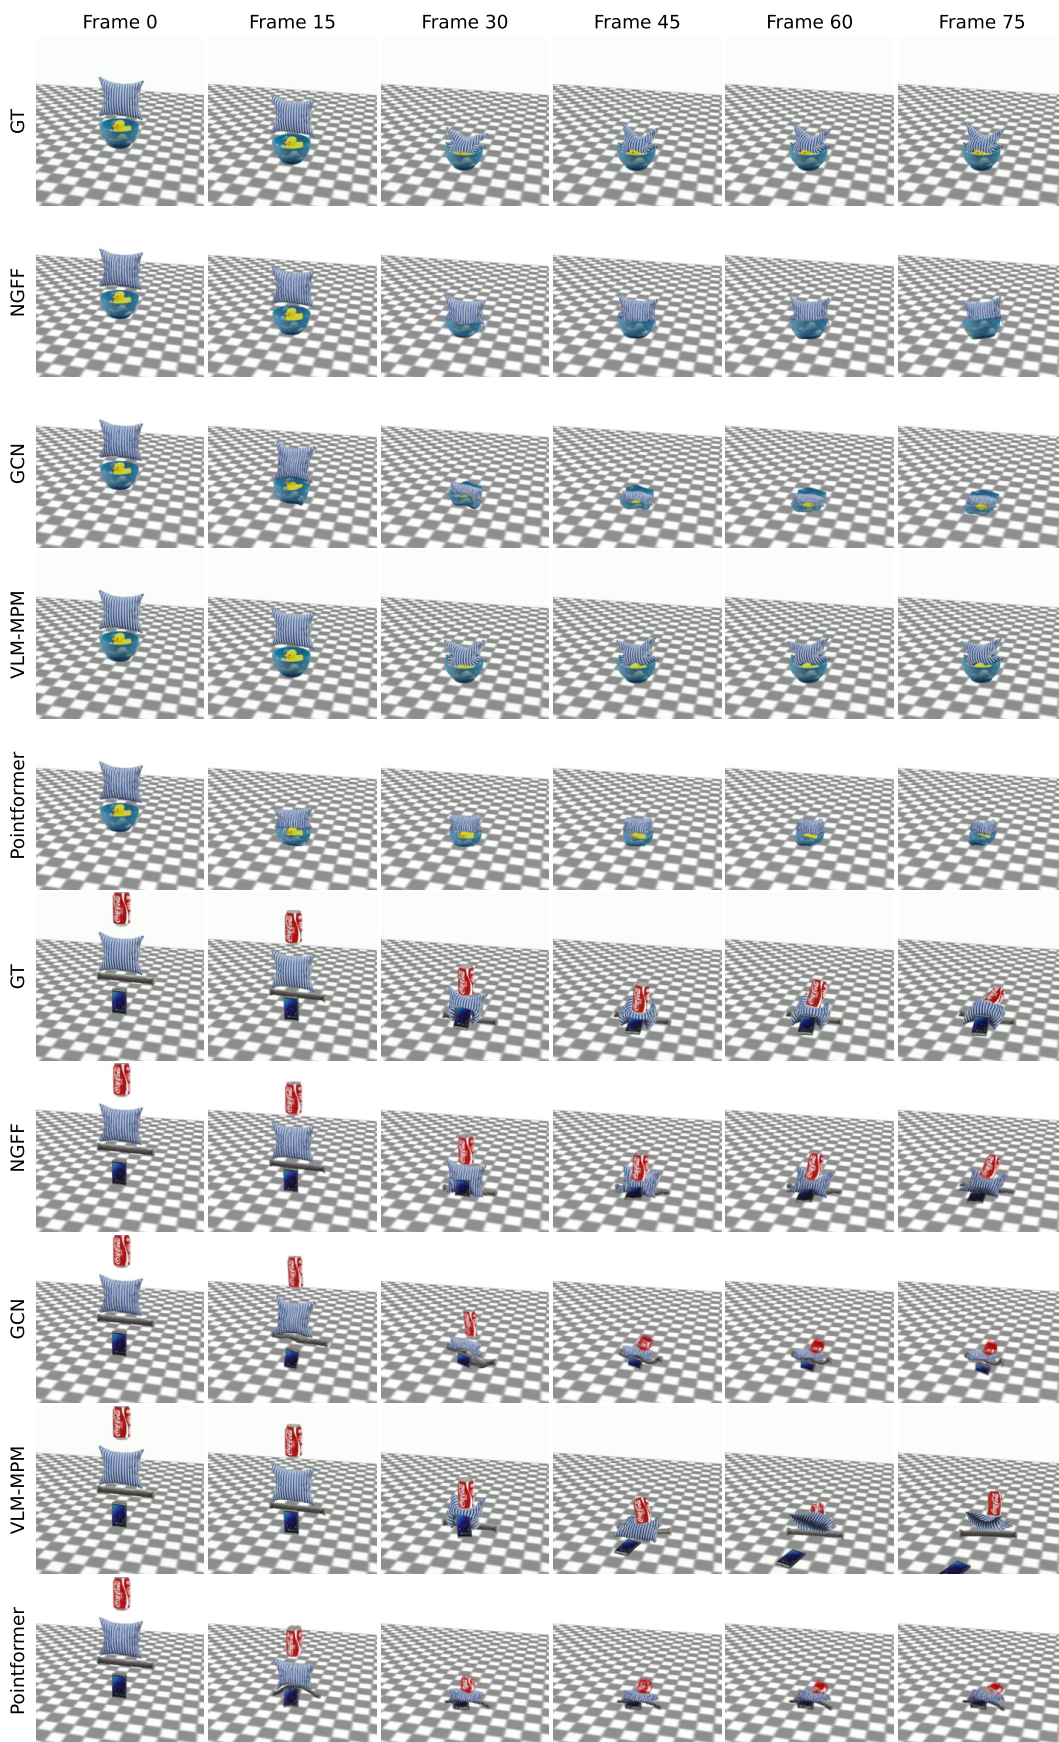 Frame 0 Frame 15 Frame 30 Frame 45 Frame 60 Frame 75
GT
NGFF
GCN
VLM-MPM
Pointformer
GT
NGFF
GCN
VLM-MPM
Pointformer